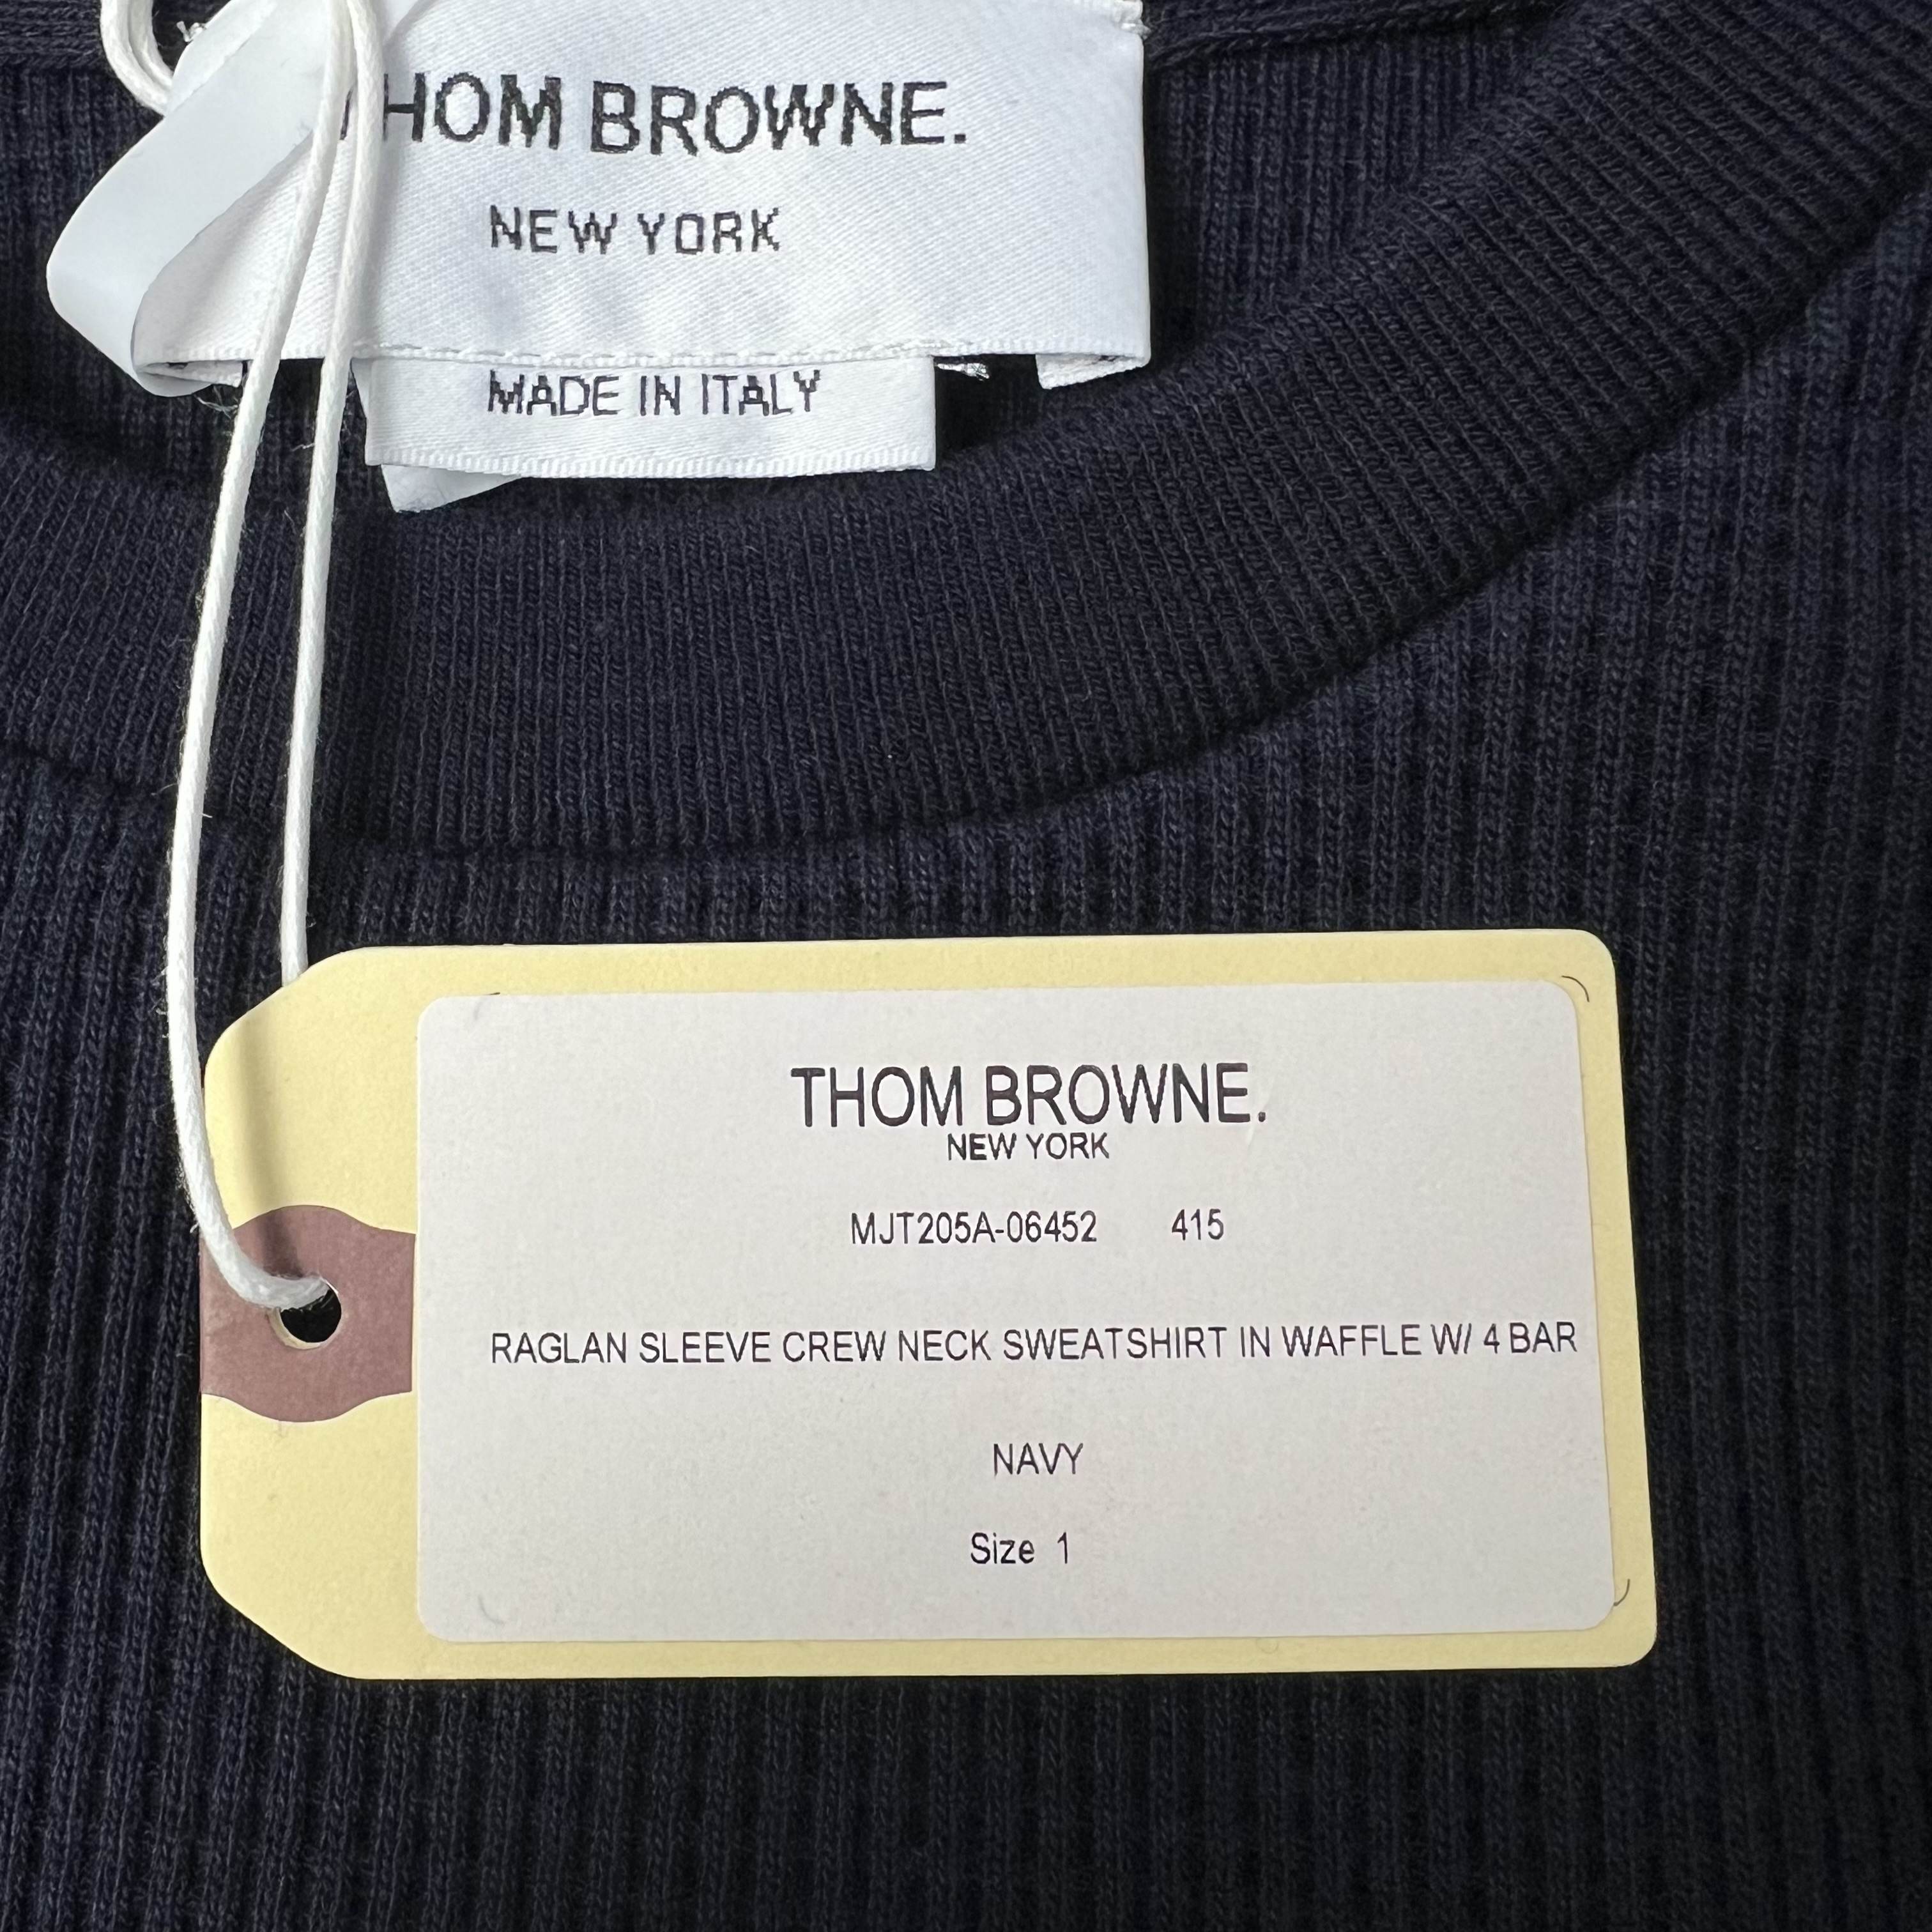 THOM BROWNE.
NEW YORK
MADE IN ITALY
THOM BROWNE.
NEW YORK
MJT205A-06452 415
RAGLAN SLEEVE CREW NECK SWEATSHIRT IN WAFFLE W/ 4 BAR
NAVY
Size 1